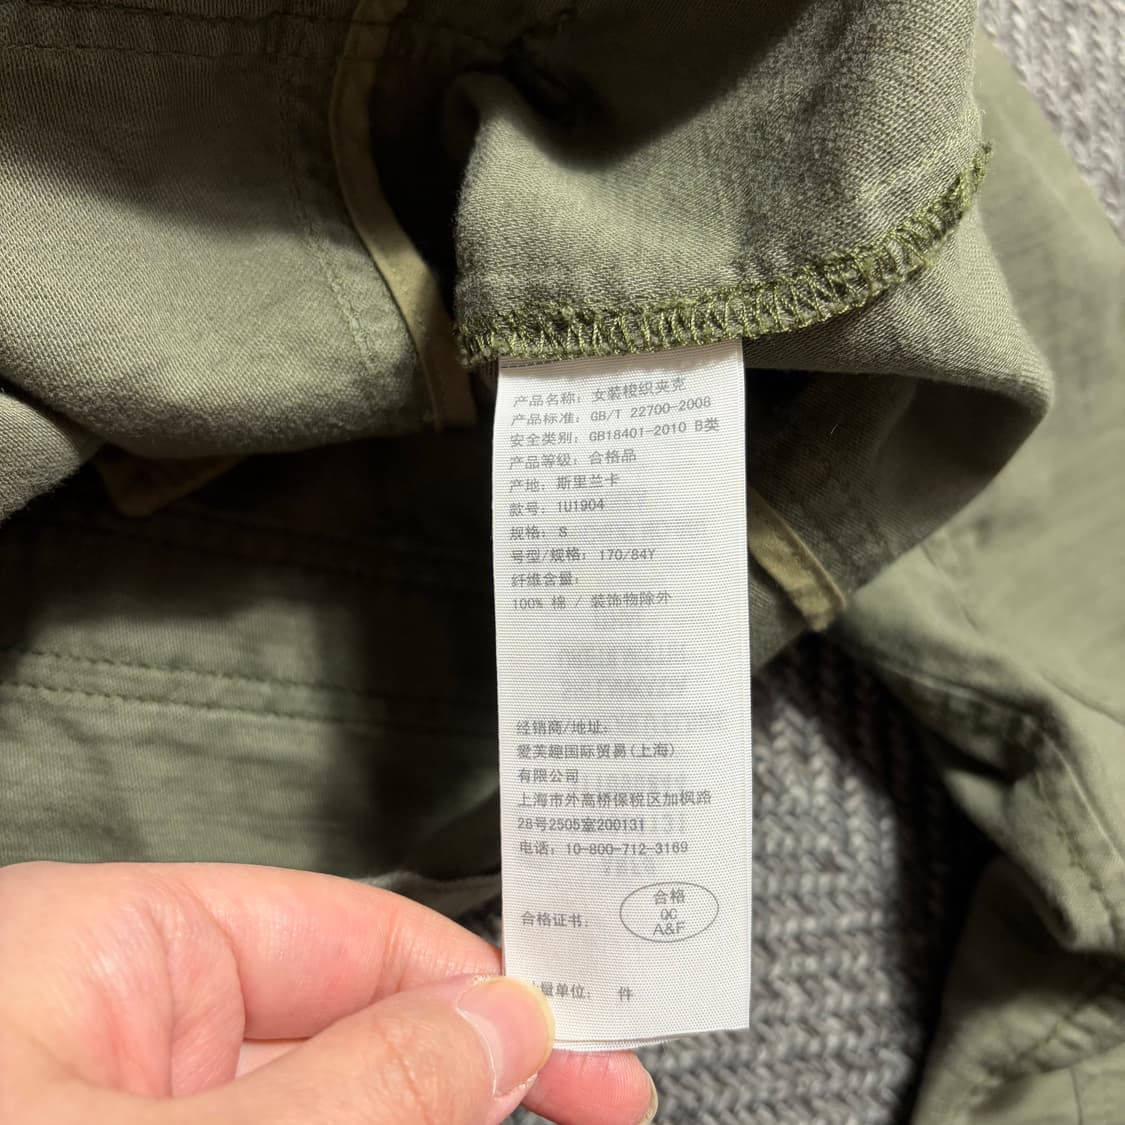 产品名称: 女装梭织夹克
产品标准: GB/T 22700-2008
安全类别: GB18401-2010 B类
产品等级: 合格品
产地: 斯里兰卡
款号: 1U1904
规格: S
号型/规格: 170/84Y
纤维含量:
100% 棉 / 装饰物除外
经销商/地址:
爱芙趣国际贸易(上海)
有限公司
上海市外高桥保税区加枫路
28号2505室200131
电话: 10-800-712-3169
合格证书:
合格
QC
A&F
量单位: 件